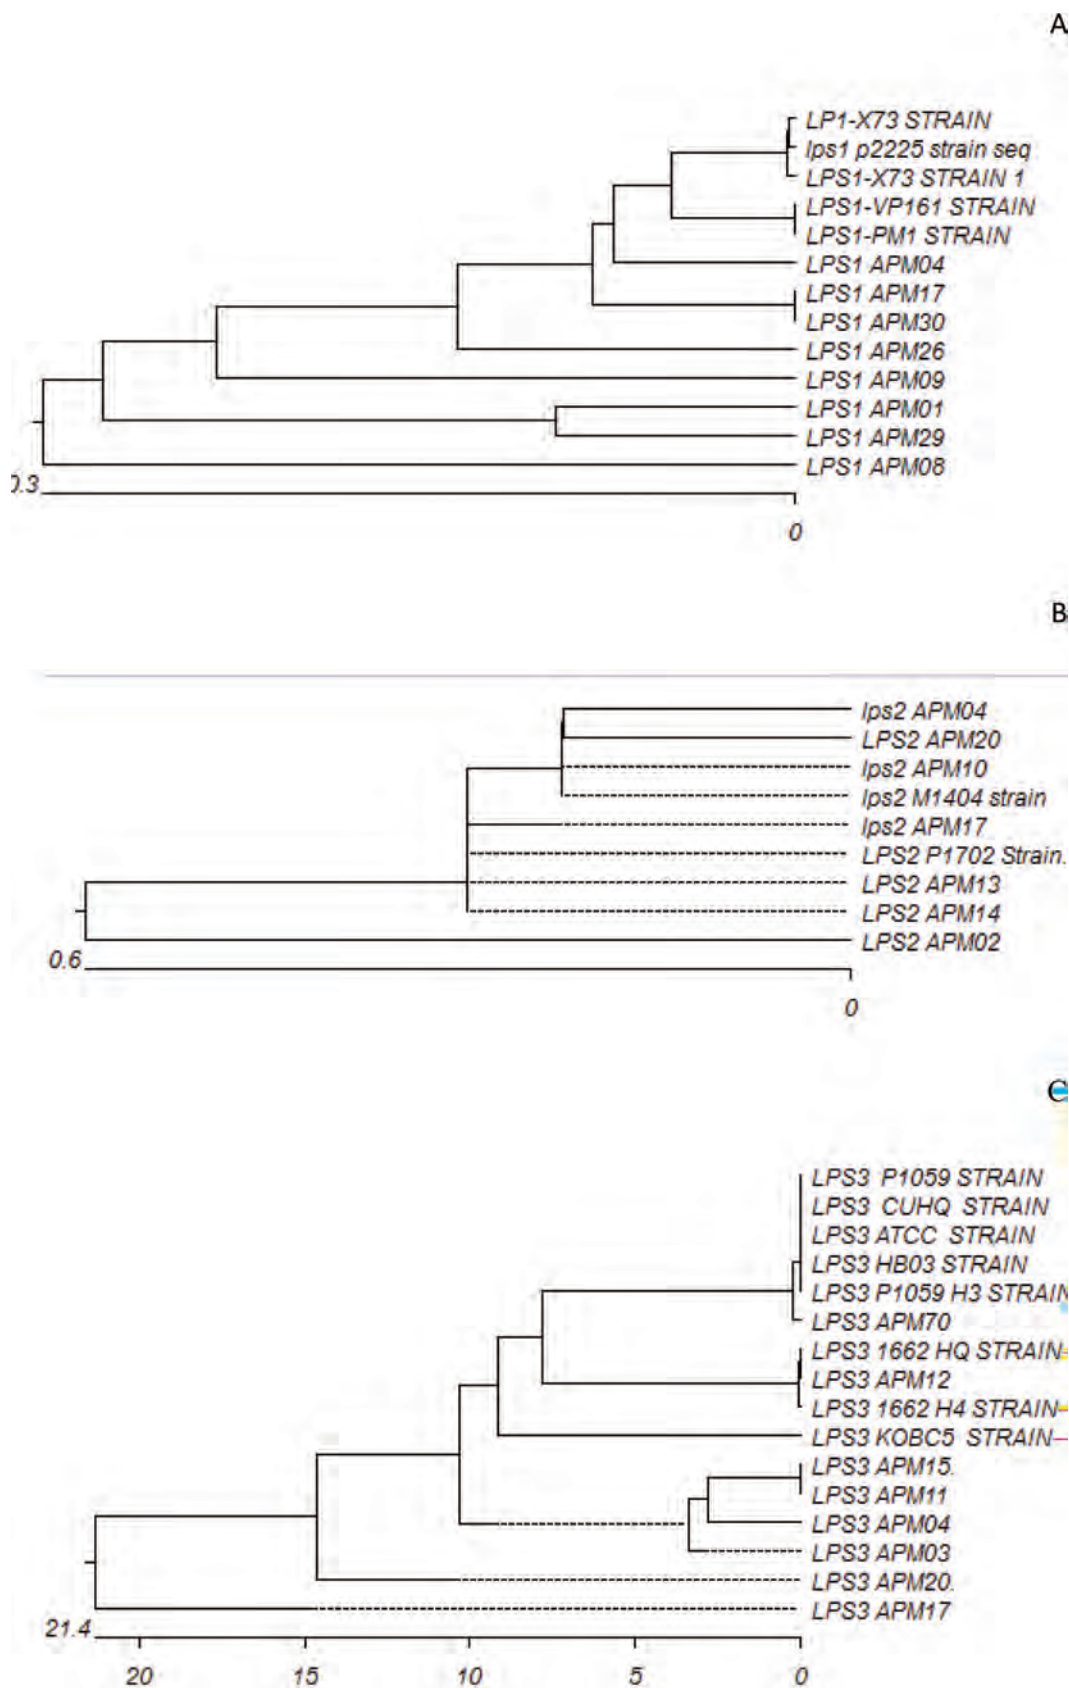 A
LP1-X73 STRAIN
lps1 p2225 strain seq
LPS1-X73 STRAIN 1
LPS1-VP161 STRAIN
LPS1-PM1 STRAIN
LPS1 APM04
LPS1 APM17
LPS1 APM30
LPS1 APM26
LPS1 APM09
LPS1 APM01
LPS1 APM29
LPS1 APM08
0.3
0
B
lps2 APM04
LPS2 APM20
lps2 APM10
lps2 M1404 strain
lps2 APM17
LPS2 P1702 Strain.
LPS2 APM13
LPS2 APM14
LPS2 APM02
0.6
0
C
LPS3 P1059 STRAIN
LPS3 CUHQ STRAIN
LPS3 ATCC STRAIN
LPS3 HB03 STRAIN
LPS3 P1059 H3 STRAIN
LPS3 APM70
LPS3 1662 HQ STRAIN
LPS3 APM12
LPS3 1662 H4 STRAIN
LPS3 KOBC5 STRAIN
LPS3 APM15.
LPS3 APM11
LPS3 APM04
LPS3 APM03
LPS3 APM20.
LPS3 APM17
21.4
20 15 10 5 0